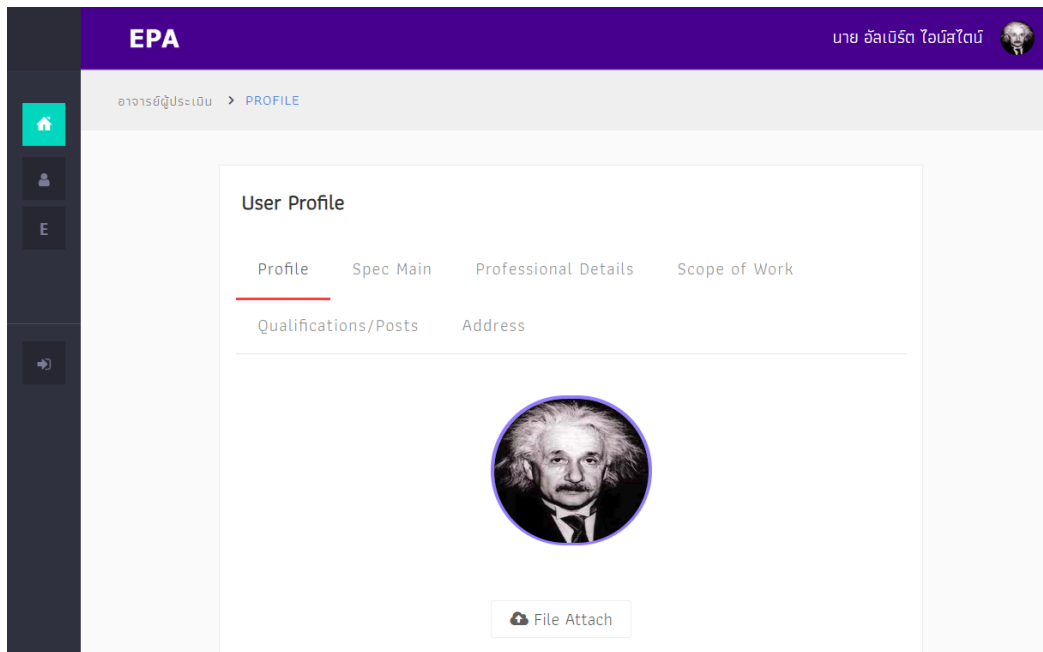 EPA
นาย อัลเบิร์ต ไอน์สไตน์
อาจารย์ผู้ประเมิน > PROFILE
E
User Profile
Profile Spec Main Professional Details Scope of Work
Qualifications/Posts Address
File Attach